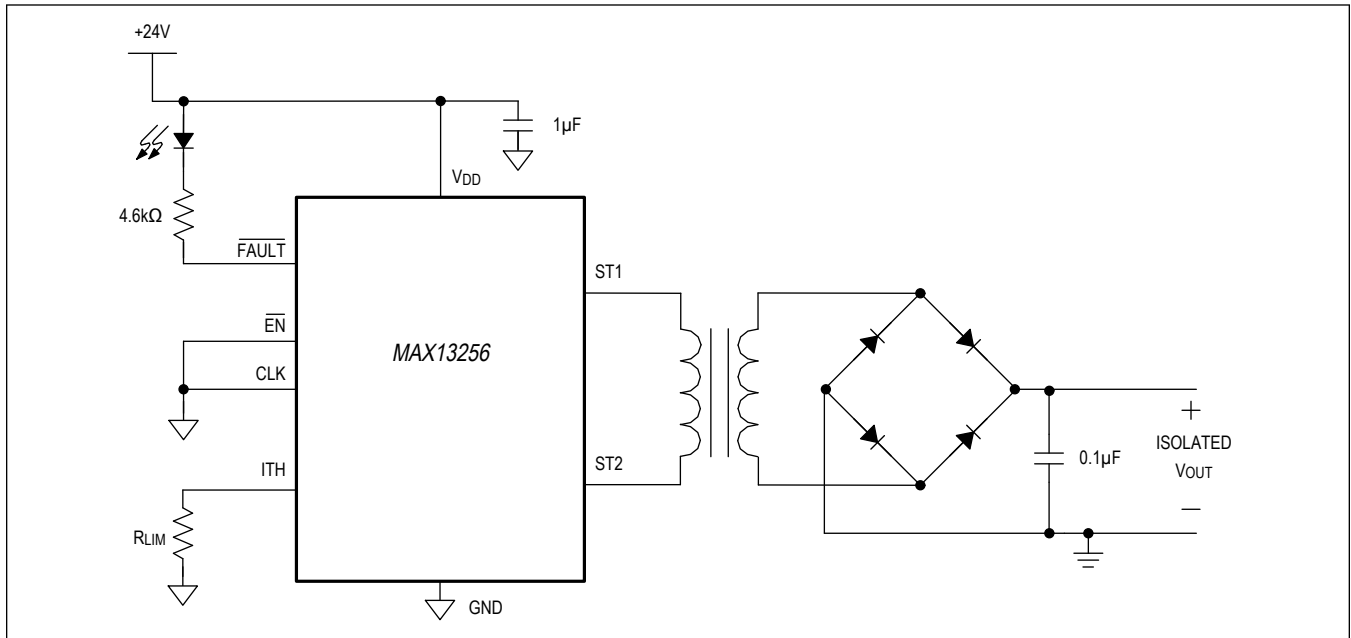 +24V
1µF
VDD
4.6kΩ
FAULT
ST1
EN
MAX13256
CLK
+
ISOLATED
VOUT
0.1µF
ITH
ST2
−
RLIM
GND